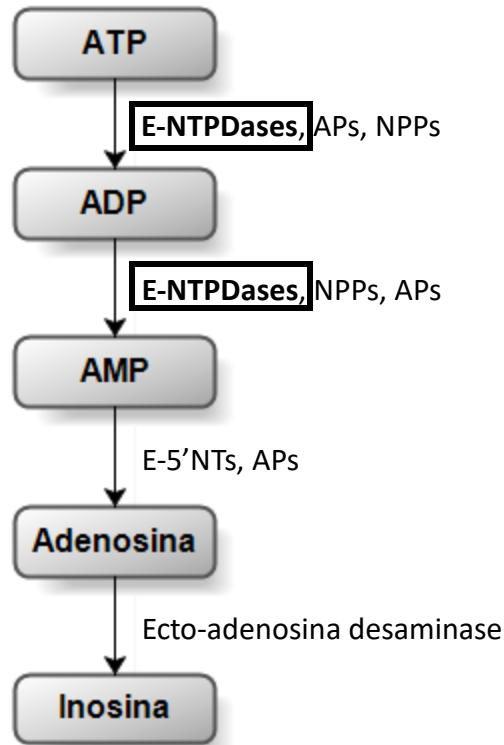 ATP
E-NTPDases, APs, NPPs
ADP
E-NTPDases, NPPs, APs
AMP
E-5’NTs, APs
Adenosina
Ecto-adenosina desaminase
Inosina